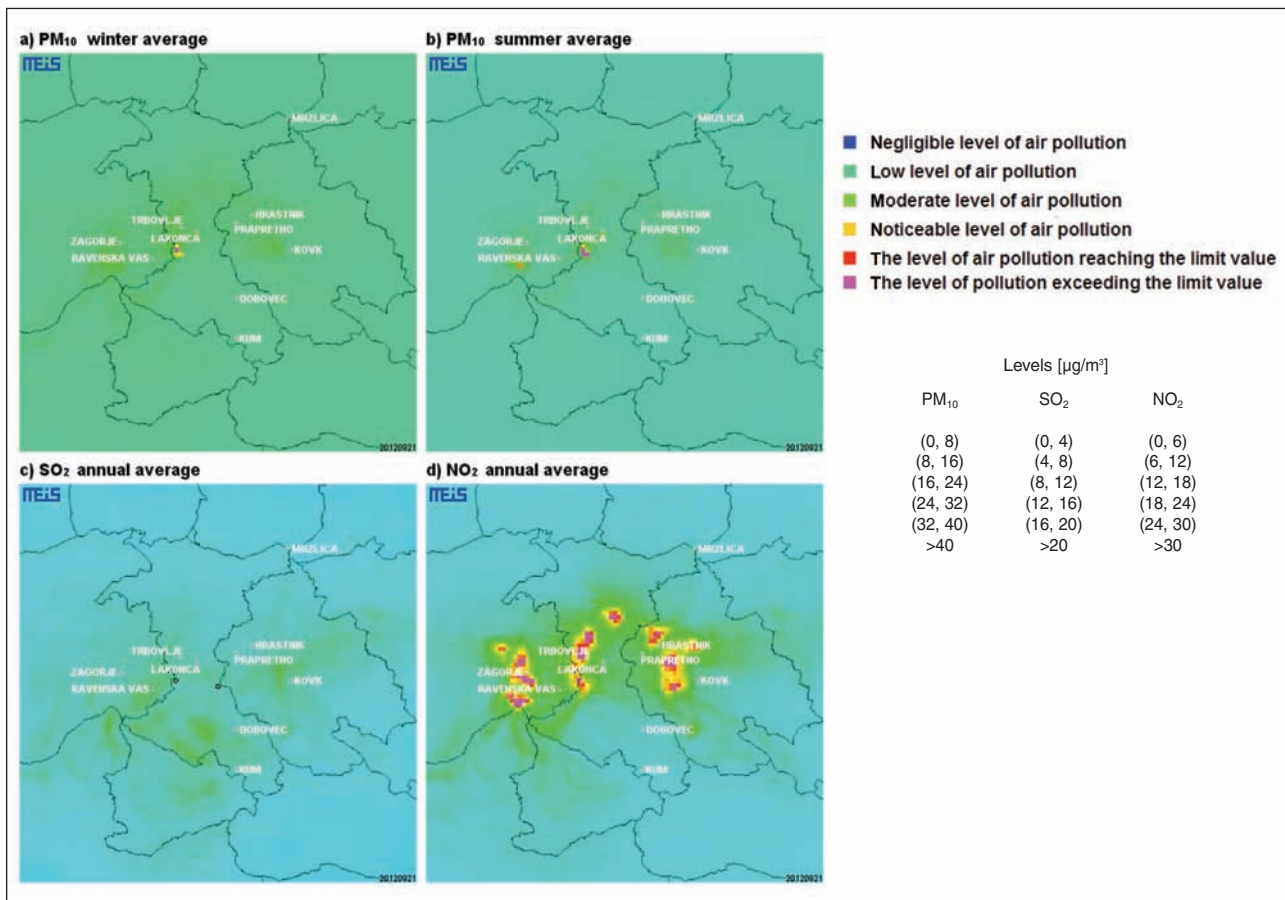 a) PM₁₀ winter average
MEIS
MRZLICA
HRASTNIK
TRBOVLJE
PRAPRETNO
LAKONCA
ZAGORJE
KOVK
RAVENSKA VAS
DOBOVEC
KUM
20120921
b) PM₁₀ summer average
MEIS
MRZLICA
HRASTNIK
TRBOVLJE
PRAPRETNO
LAKONCA
ZAGORJE
KOVK
RAVENSKA VAS
DOBOVEC
KUM
20120921
c) SO₂ annual average
MEIS
MRZLICA
HRASTNIK
TRBOVLJE
PRAPRETNO
LAKONCA
ZAGORJE
KOVK
RAVENSKA VAS
DOBOVEC
KUM
20120921
d) NO₂ annual average
MEIS
MRZLICA
HRASTNIK
TRBOVLJE
PRAPRETNO
LAKONCA
ZAGORJE
KOVK
RAVENSKA VAS
DOBOVEC
KUM
20120921
Negligible level of air pollution
Low level of air pollution
Moderate level of air pollution
Noticeable level of air pollution
The level of air pollution reaching the limit value
The level of pollution exceeding the limit value
Levels [µg/m³]
PM₁₀ SO₂ NO₂
(0, 8) (0, 4) (0, 6)
(8, 16) (4, 8) (6, 12)
(16, 24) (8, 12) (12, 18)
(24, 32) (12, 16) (18, 24)
(32, 40) (16, 20) (24, 30)
>40 >20 >30